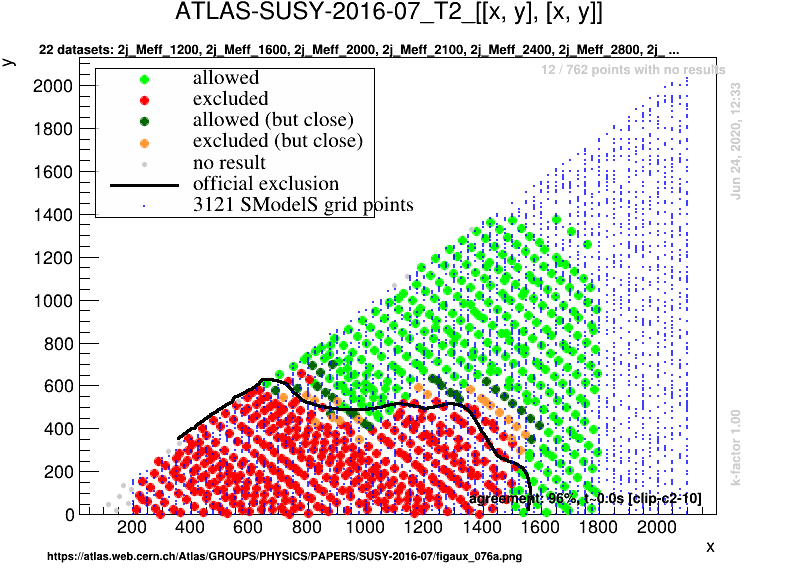 ATLAS-SUSY-2016-07_T2_[[x, y], [x, y]]
22 datasets: 2j_Meff_1200, 2j_Meff_1600, 2j_Meff_2000, 2j_Meff_2100, 2j_Meff_2400, 2j_Meff_2800, 2j_ ...
y
12 / 762 points with no results
allowed
excluded
allowed (but close)
excluded (but close)
no result
official exclusion
3121 SModelS grid points
Jun 24, 2020, 12:33
k-factor 1.00
2000
1800
1600
1400
1200
1000
800
600
400
200
0
agreement: 96%, t~0.0s [clip-c2-10]
200 400 600 800 1000 1200 1400 1600 1800 2000
x
https://atlas.web.cern.ch/Atlas/GROUPS/PHYSICS/PAPERS/SUSY-2016-07/figaux_076a.png